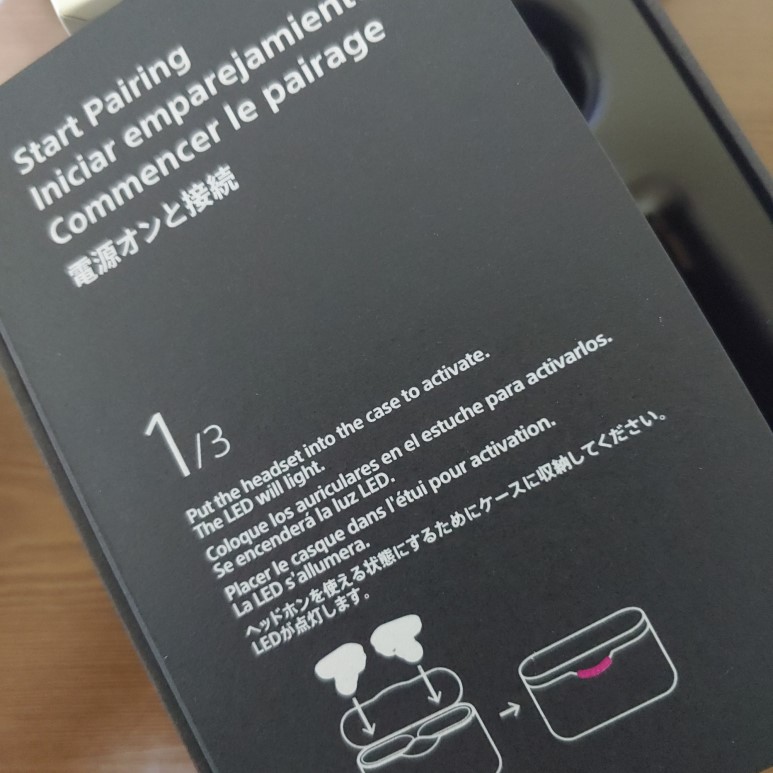 Start Pairing
Iniciar emparejamient
Commencer le pairage
電源オンと接続
1/3
Put the headset into the case to activate.
The LED will light.
Coloque los auriculares en el estuche para activarlos.
Se encenderá la luz LED.
Placer le casque dans l'étui pour activation.
La LED s'allumera.
ヘッドホンを使える状態にするためにケースに収納してください。
LEDが点灯します。